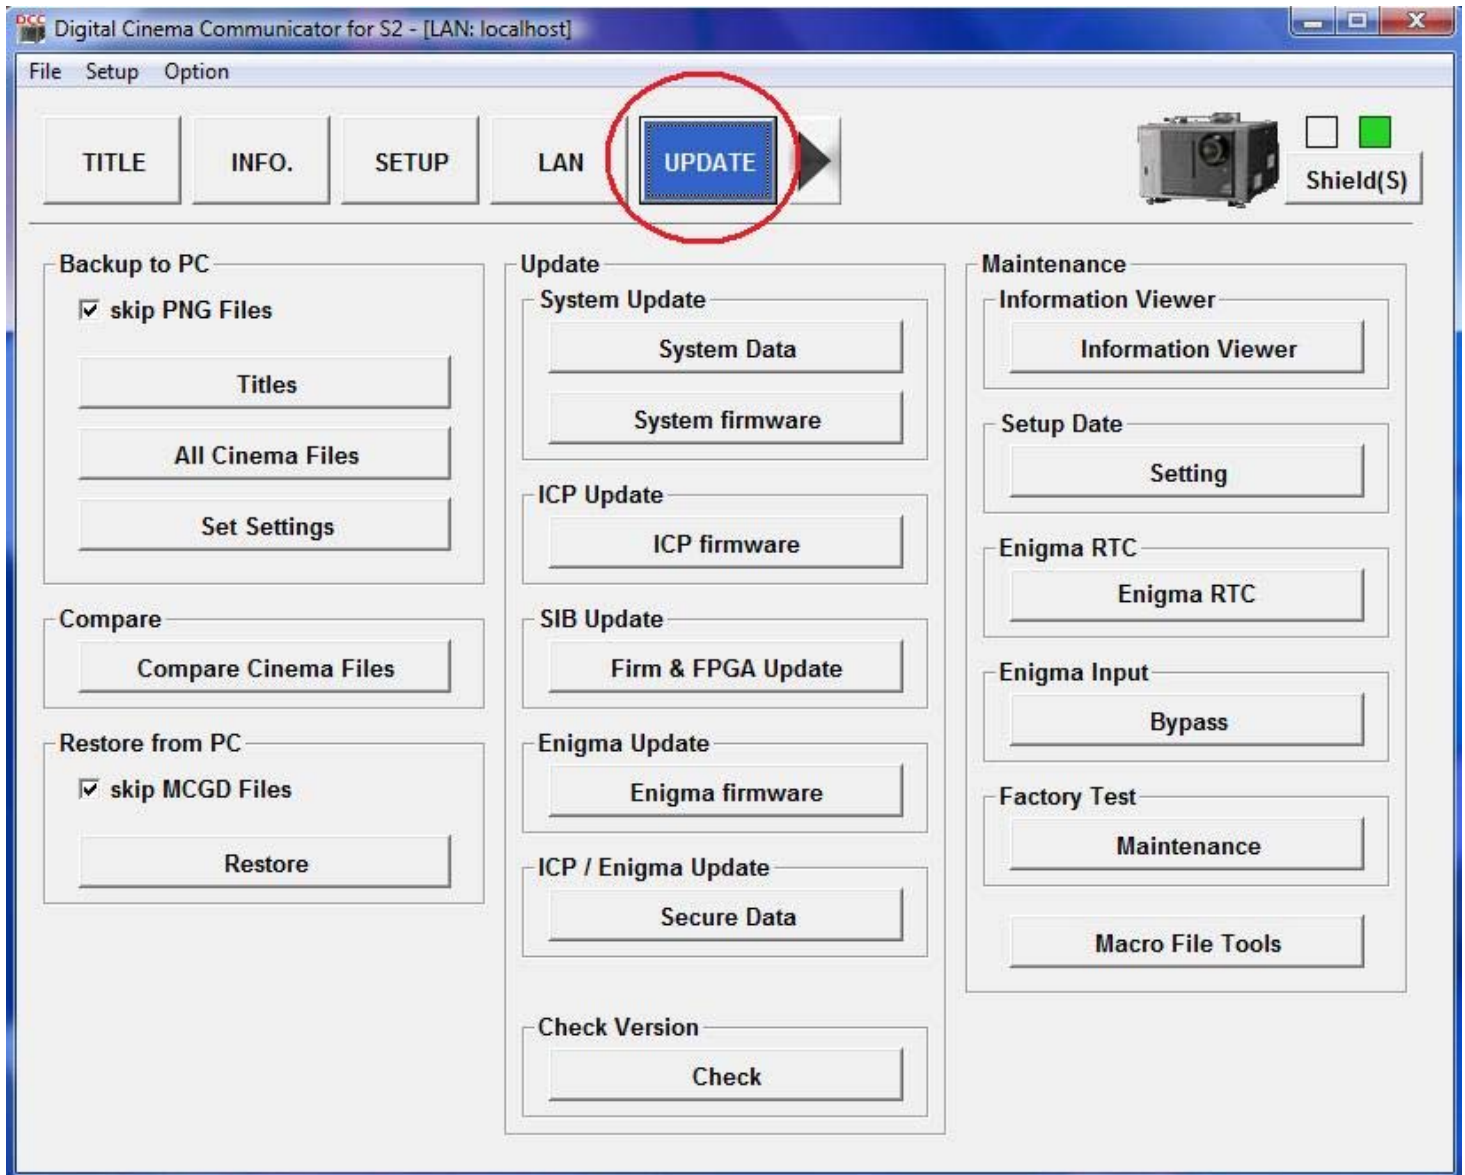 DCC
Digital Cinema Communicator for S2 - [LAN: localhost]
File Setup Option
TITLE INFO. SETUP LAN UPDATE
Shield(S)
Backup to PC
skip PNG Files
Titles
All Cinema Files
Set Settings
Compare
Compare Cinema Files
Restore from PC
skip MCGD Files
Restore
Update
System Update
System Data
System firmware
ICP Update
ICP firmware
SIB Update
Firm & FPGA Update
Enigma Update
Enigma firmware
ICP / Enigma Update
Secure Data
Check Version
Check
Maintenance
Information Viewer
Information Viewer
Setup Date
Setting
Enigma RTC
Enigma RTC
Enigma Input
Bypass
Factory Test
Maintenance
Macro File Tools